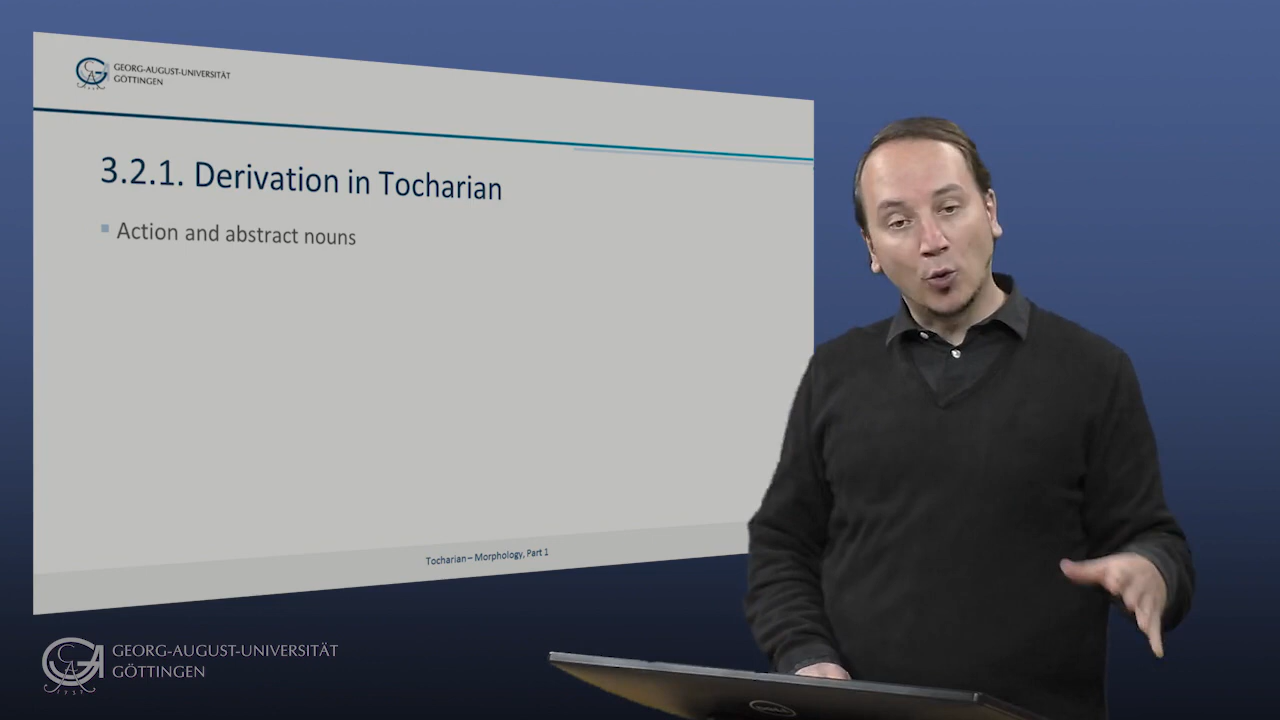 GEORG-AUGUST-UNIVERSITÄT
GÖTTINGEN
3.2.1. Derivation in Tocharian
Action and abstract nouns
Tocharian – Morphology, Part 1
GEORG-AUGUST-UNIVERSITÄT
GÖTTINGEN
DELL